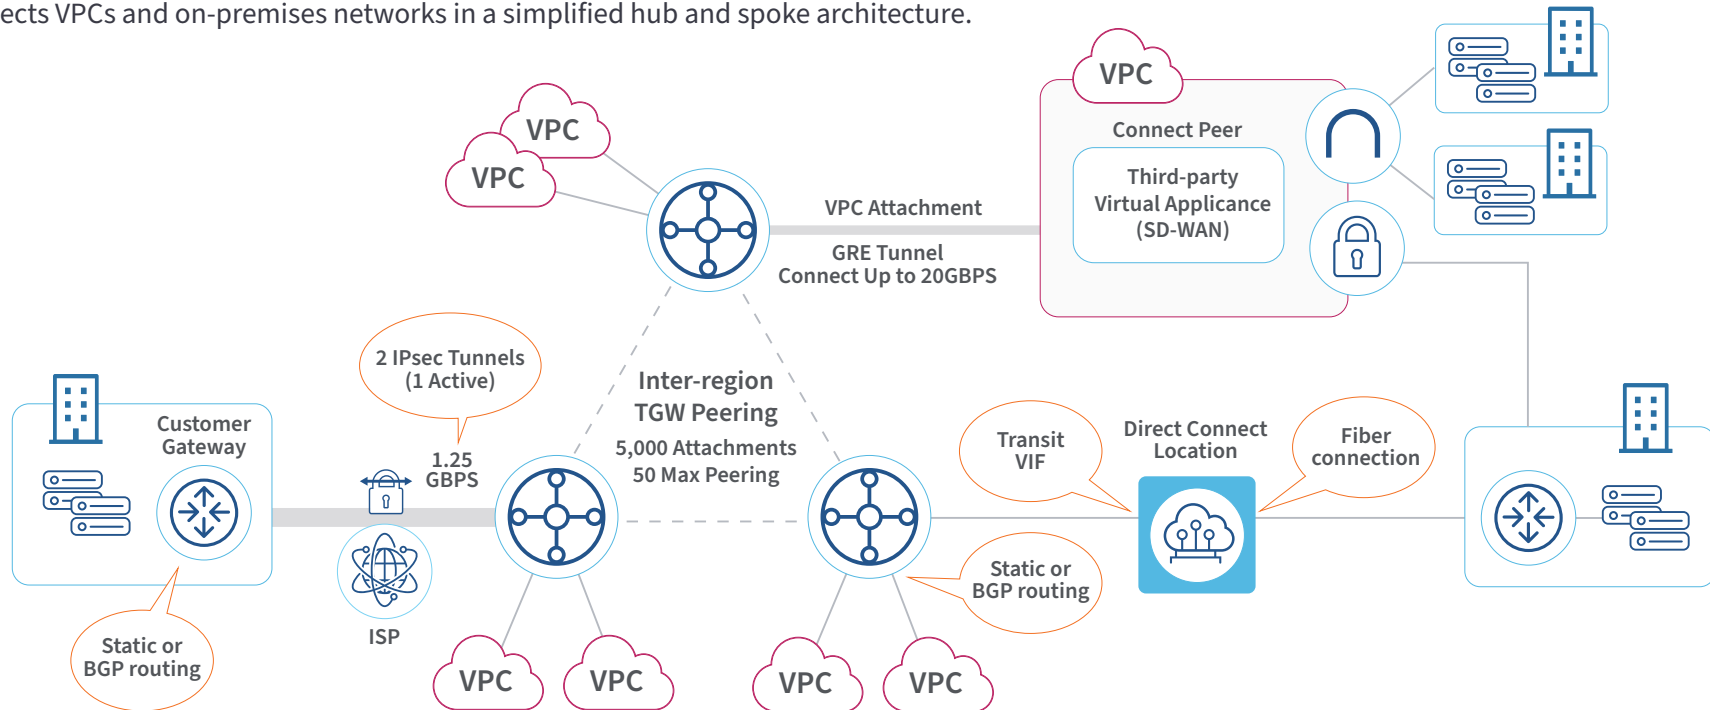 ects VPCs and on-premises networks in a simplified hub and spoke architecture.
VPC
VPC
VPC
Connect Peer
Third-party
Virtual Applicance
(SD-WAN)
VPC Attachment
GRE Tunnel
Connect Up to 20GBPS
2 IPsec Tunnels
(1 Active)
Inter-region
TGW Peering
5,000 Attachments
50 Max Peering
Customer
Gateway
1.25
GBPS
Transit
VIF
Direct Connect
Location
Fiber
connection
Static or
BGP routing
ISP
Static or
BGP routing
VPC
VPC
VPC
VPC